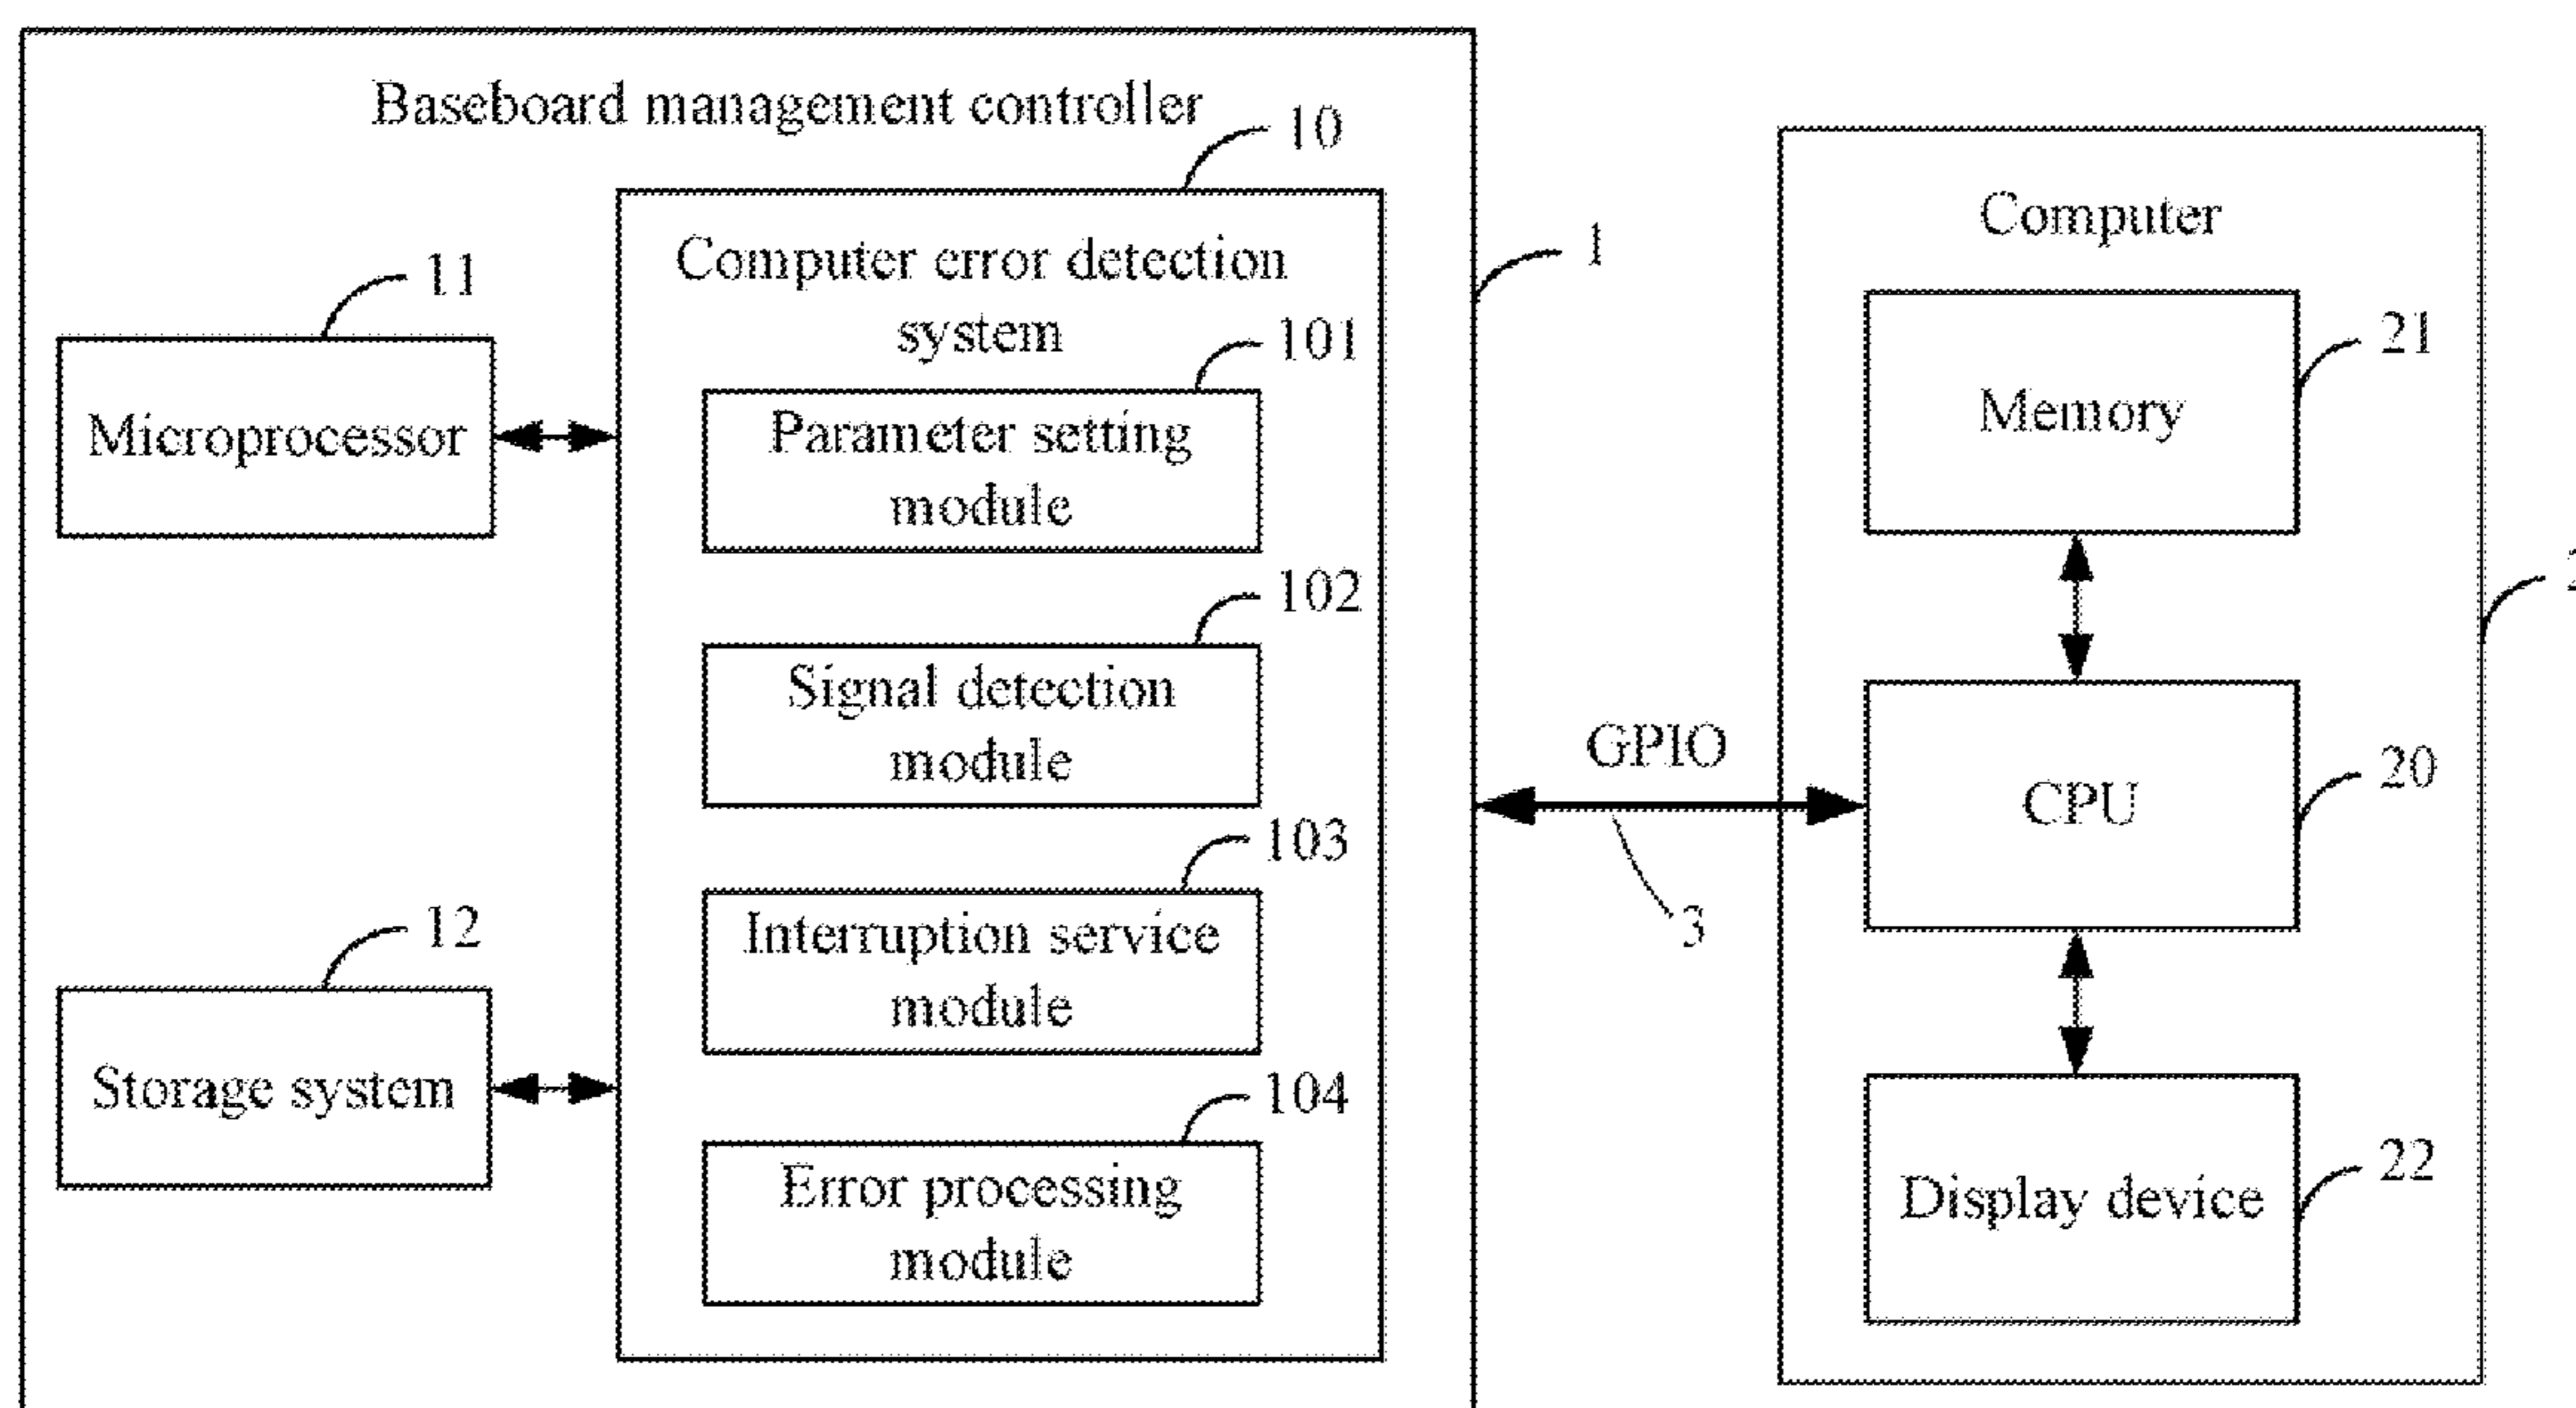 Baseboard management controller
10
Computer error detection
system
11
Microprocessor
101
Parameter setting
module
102
Signal detection
module
103
Interruption service
module
12
Storage system
104
Error processing
module
1
GPIO
3
Computer
21
Memory
20
CPU
22
Display device